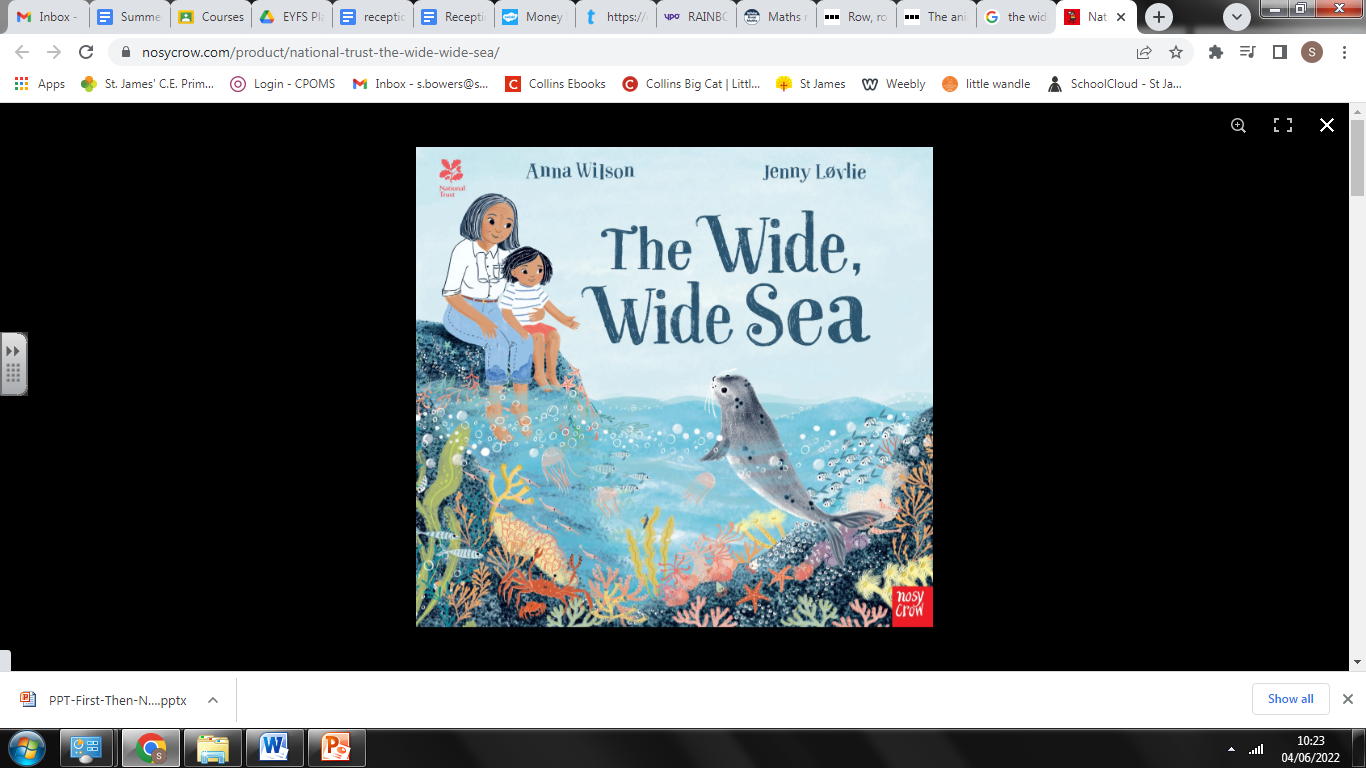 Inbox -
Summe
Courses
EYFS Pl
receptic
Recepti
Money
https://
RAINBO
Maths
Row, ro
The ani
the wid
Nat
nosycrow.com/product/national-trust-the-wide-wide-sea/
S
Apps
St. James' C.E. Prim...
Login - CPOMS
Inbox - s.bowers@s...
Collins Ebooks
Collins Big Cat | Littl...
St James
Weebly
little wandle
SchoolCloud - St Ja...
National
Trust
Anna Wilson
Jenny Løvlie
The Wide,
Wide Sea
nosy
crow
PPT-First-Then-N....pptx
Show all
10:23
04/06/2022